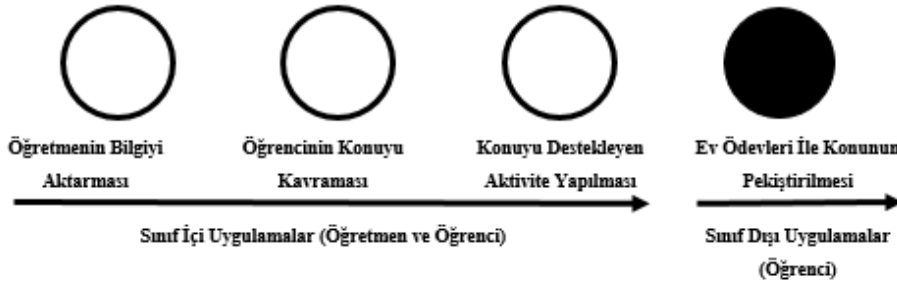 Öğretmenin Bilgiyi
Aktarması
Öğrencinin Konuyu
Kavraması
Konuyu Destekleyen
Aktivite Yapılması
Ev Ödevleri İle Konunun
Pekiştirilmesi
Sınıf İçi Uygulamalar (Öğretmen ve Öğrenci)
Sınıf Dışı Uygulamalar
(Öğrenci)